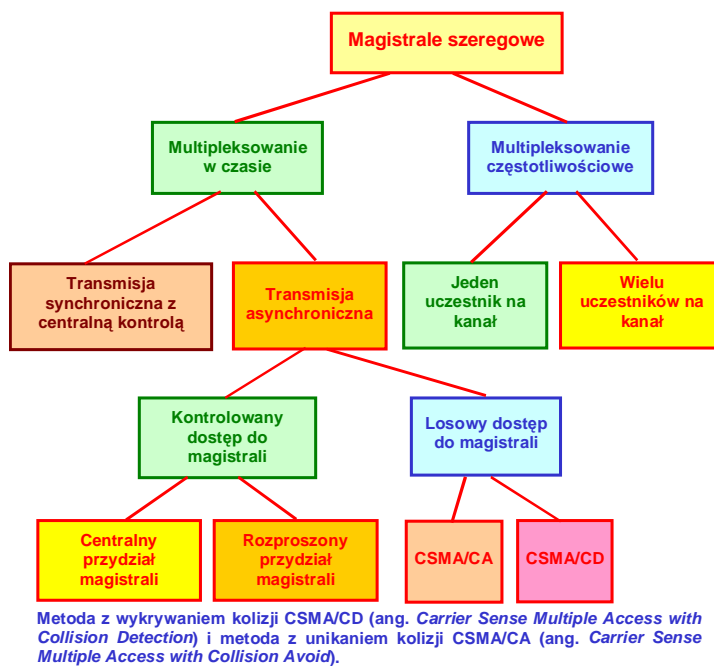 Magistrale szeregowe
Multipleksowanie
w czasie
Multipleksowanie
częstotliwościowe
Transmisja
synchroniczna z
centralną kontrolą
Transmisja
asynchroniczna
Jeden
uczestnik na
kanał
Wielu
uczestników na
kanał
Kontrolowany
dostęp do
magistrali
Losowy dostęp
do magistrali
Centralny
przydział
magistrali
Rozproszony
przydział
magistrali
CSMA/CA
CSMA/CD
Metoda z wykrywaniem kolizji CSMA/CD (ang. Carrier Sense Multiple Access with
Collision Detection) i metoda z unikaniem kolizji CSMA/CA (ang. Carrier Sense
Multiple Access with Collision Avoid).